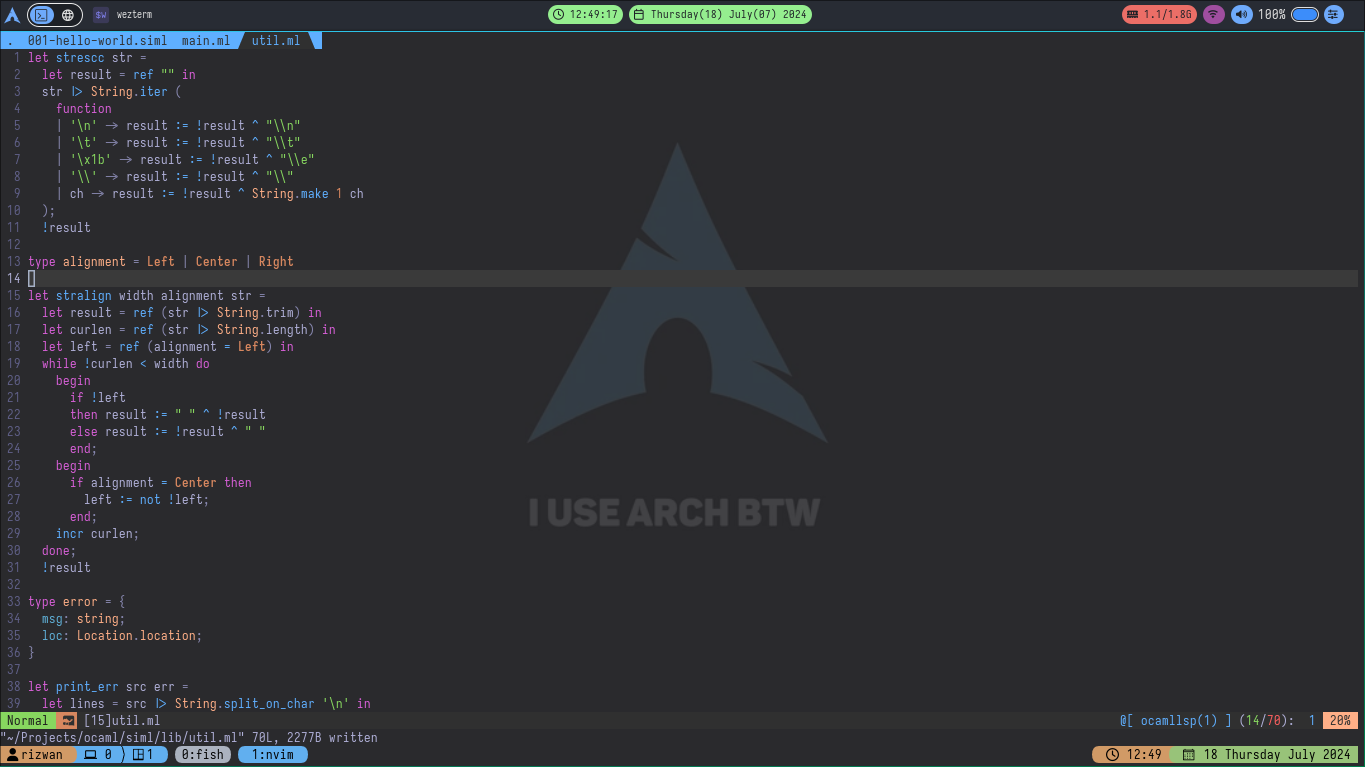 wezterm 12:49:17 Thursday(18) July(07) 2024 1.1/1.8G 100%
. 001-hello-world.siml main.ml util.ml
1 let strescc str =
2 let result = ref "" in
3 str |> String.iter (
4 function
5 | '\n' -> result := !result ^ "\\n"
6 | '\t' -> result := !result ^ "\\t"
7 | '\x1b' -> result := !result ^ "\\e"
8 | '\\' -> result := !result ^ "\\"
9 | ch -> result := !result ^ String.make 1 ch
10 );
11 !result
12
13 type alignment = Left | Center | Right
14
15 let stralign width alignment str =
16 let result = ref (str |> String.trim) in
17 let curlen = ref (str |> String.length) in
18 let left = ref (alignment = Left) in
19 while !curlen < width do
20 begin
21 if !left
22 then result := " " ^ !result
23 else result := !result ^ " "
24 end;
25 begin
26 if alignment = Center then
27 left := not !left;
28 end;
29 incr curlen;
30 done;
31 !result
32
33 type error = {
34 msg: string;
35 loc: Location.location;
36 }
37
38 let print_err src err =
39 let lines = src |> String.split_on_char '\n' in
I USE ARCH BTW
Normal [15]util.ml @[ ocamllsp(1) ] (14/70): 1 20%
"~/Projects/ocaml/siml/lib/util.ml" 70L, 2277B written
rizwan 0 1 0:fish 1:nvim 12:49 18 Thursday July 2024